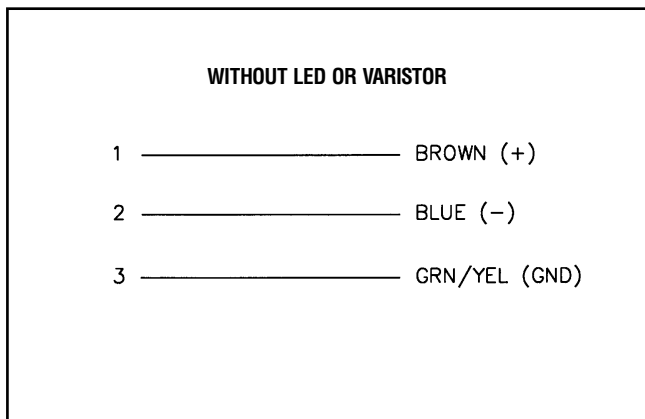 WITHOUT LED OR VARISTOR
1 BROWN (+)
2 BLUE (-)
3 GRN/YEL (GND)